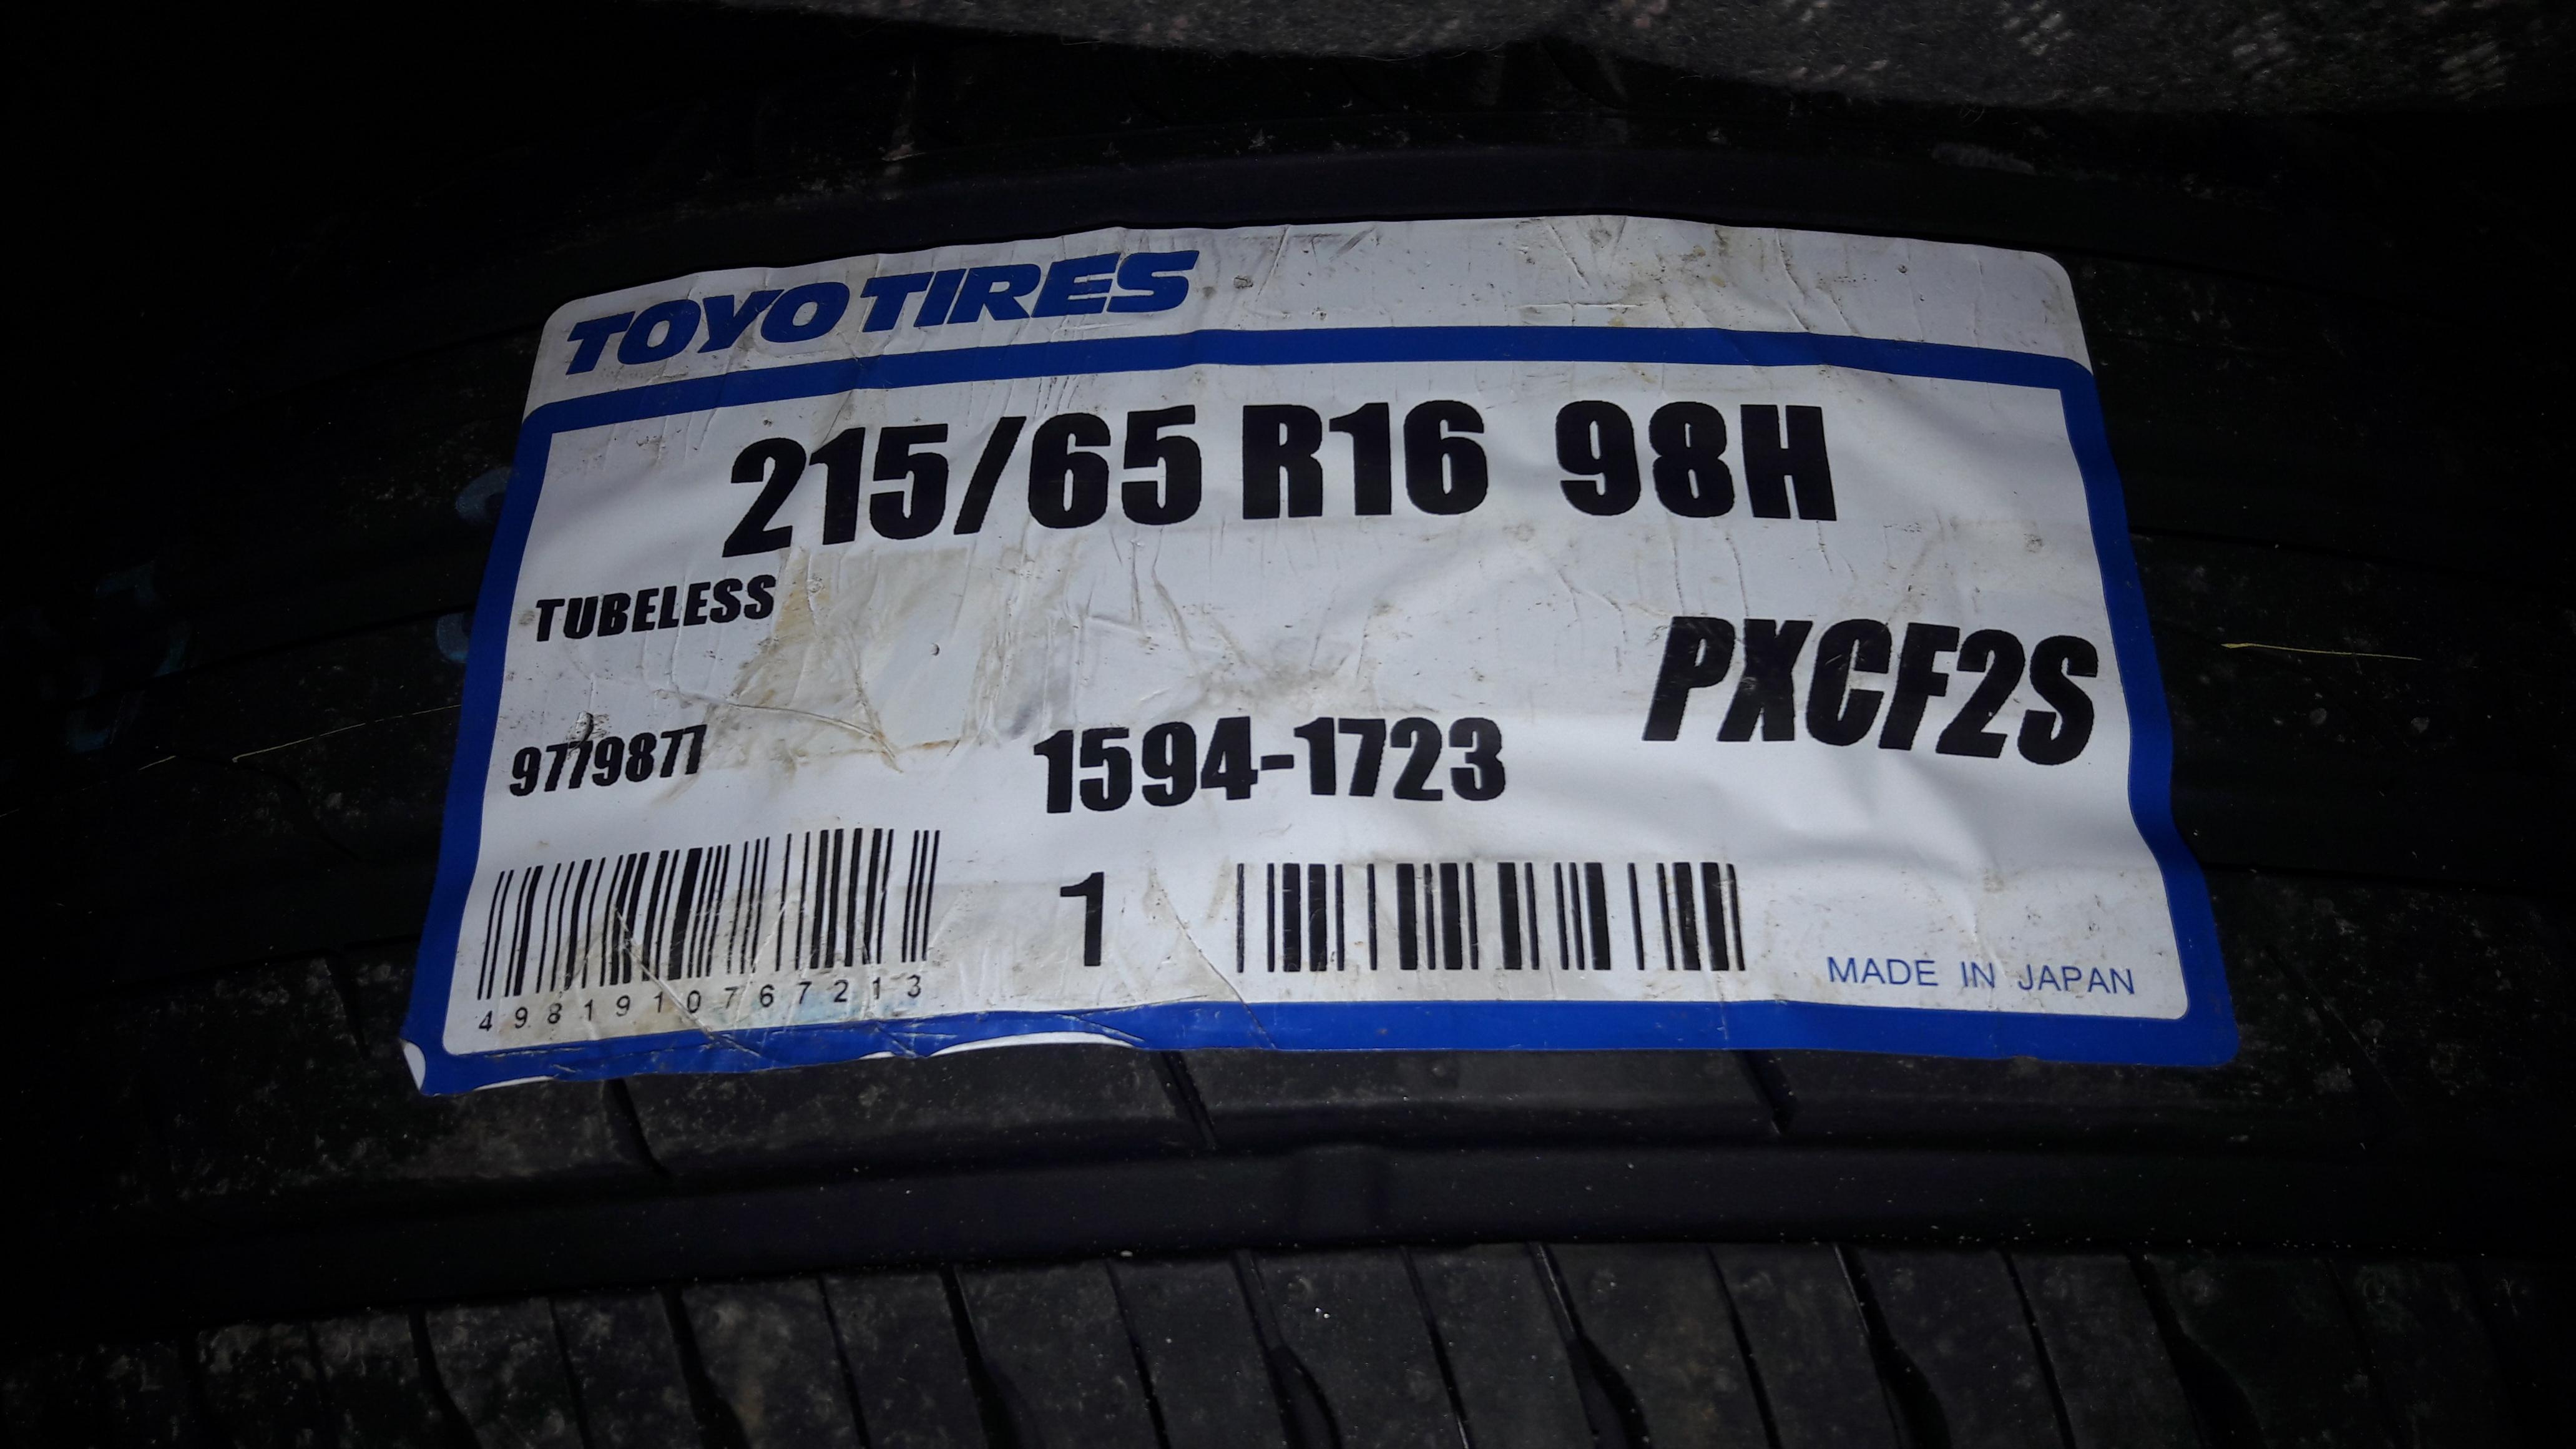 TOYO TIRES
215/65 R16 98H
TUBELESS
PXCF2S
9779877
1594-1723
1
4981910767213
MADE IN JAPAN